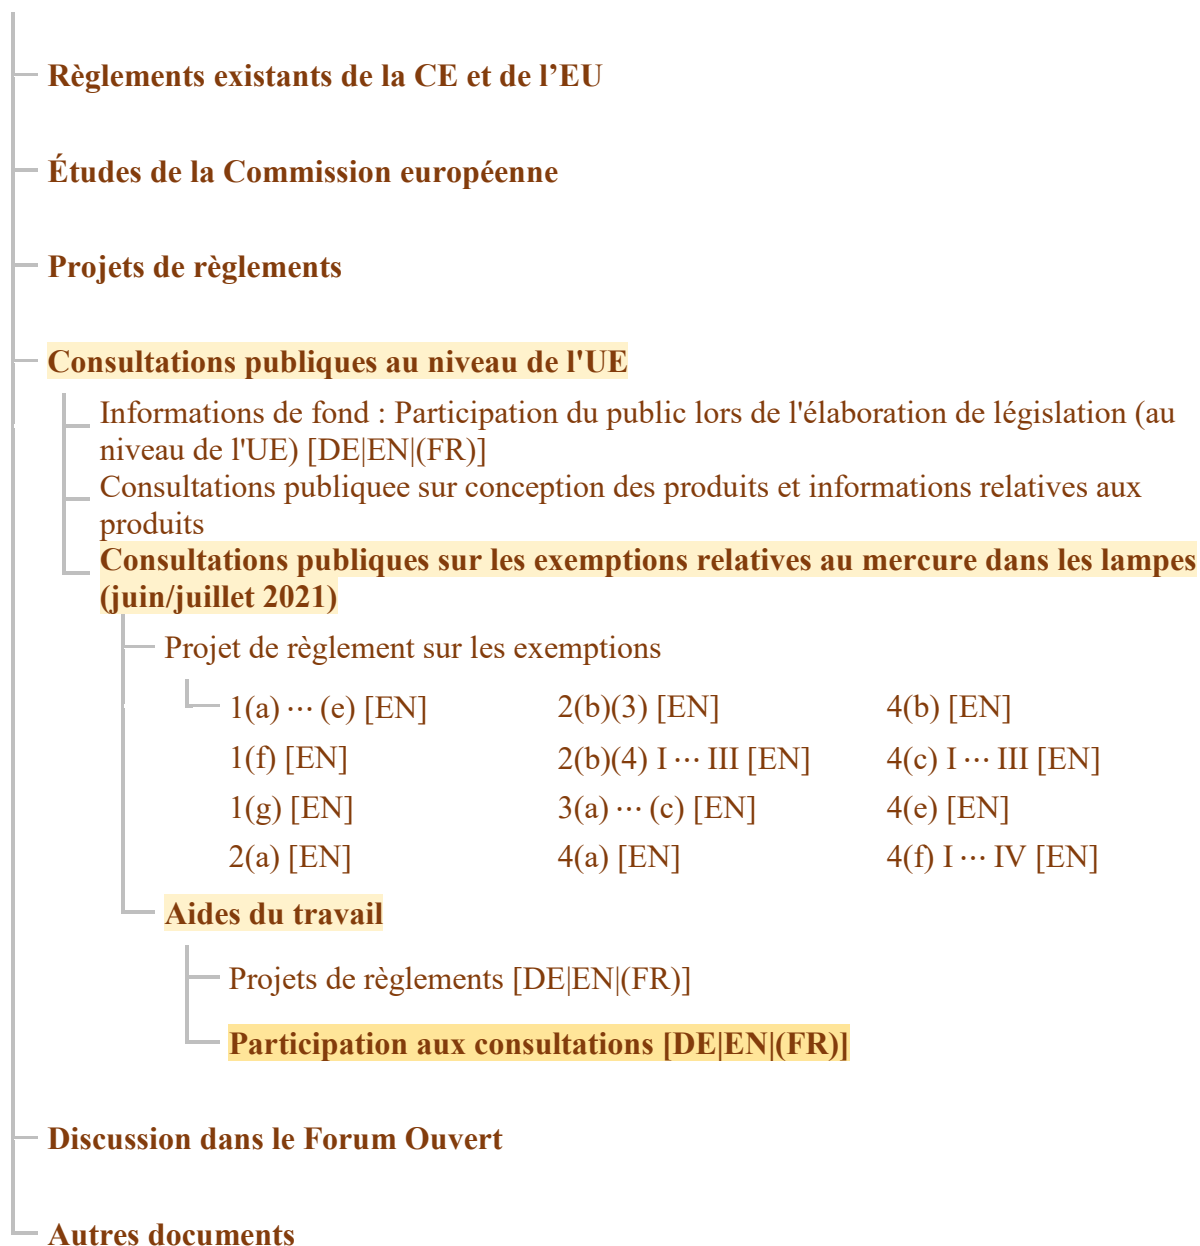 Règlements existants de la CE et de l’EU
Études de la Commission européenne
Projets de règlements
Consultations publiques au niveau de l'UE
Informations de fond : Participation du public lors de l'élaboration de législation (au
niveau de l'UE) [DE|EN|(FR)]
Consultations publiquee sur conception des produits et informations relatives aux
produits
Consultations publiques sur les exemptions relatives au mercure dans les lampes
(juin/juillet 2021)
Projet de règlement sur les exemptions
1(a) ··· (e) [EN] 2(b)(3) [EN] 4(b) [EN]
1(f) [EN] 2(b)(4) I ··· III [EN] 4(c) I ··· III [EN]
1(g) [EN] 3(a) ··· (c) [EN] 4(e) [EN]
2(a) [EN] 4(a) [EN] 4(f) I ··· IV [EN]
Aides du travail
Projets de règlements [DE|EN|(FR)]
Participation aux consultations [DE|EN|(FR)]
Discussion dans le Forum Ouvert
Autres documents